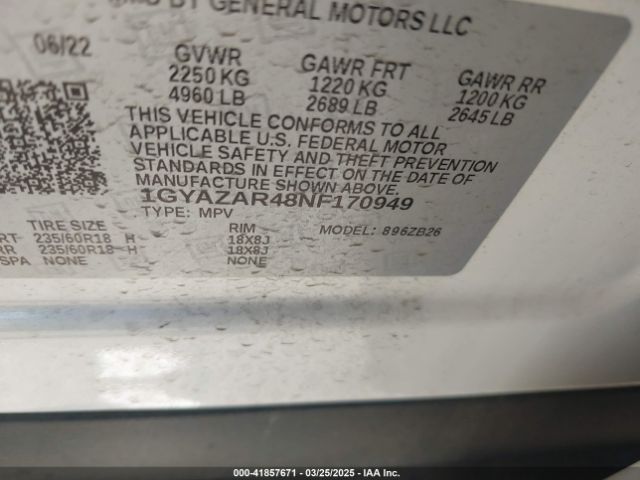 BY GENERAL MOTORS LLC
06/22
GVWR GAWR FRT GAWR RR
2250 KG 1220 KG 1200 KG
4960 LB 2689 LB 2645 LB
THIS VEHICLE CONFORMS TO ALL
APPLICABLE U.S. FEDERAL MOTOR
VEHICLE SAFETY AND THEFT PREVENTION
STANDARDS IN EFFECT ON THE DATE OF
MANUFACTURE SHOWN ABOVE.
1GYAZAR48NF170949
TYPE: MPV MODEL: 896ZB26
TIRE SIZE RIM
RT 235/60R18 H 18X8J
RR 235/60R18 H 18X8J
SPA NONE NONE
000-41857671 | 03/25/2025 | IAA